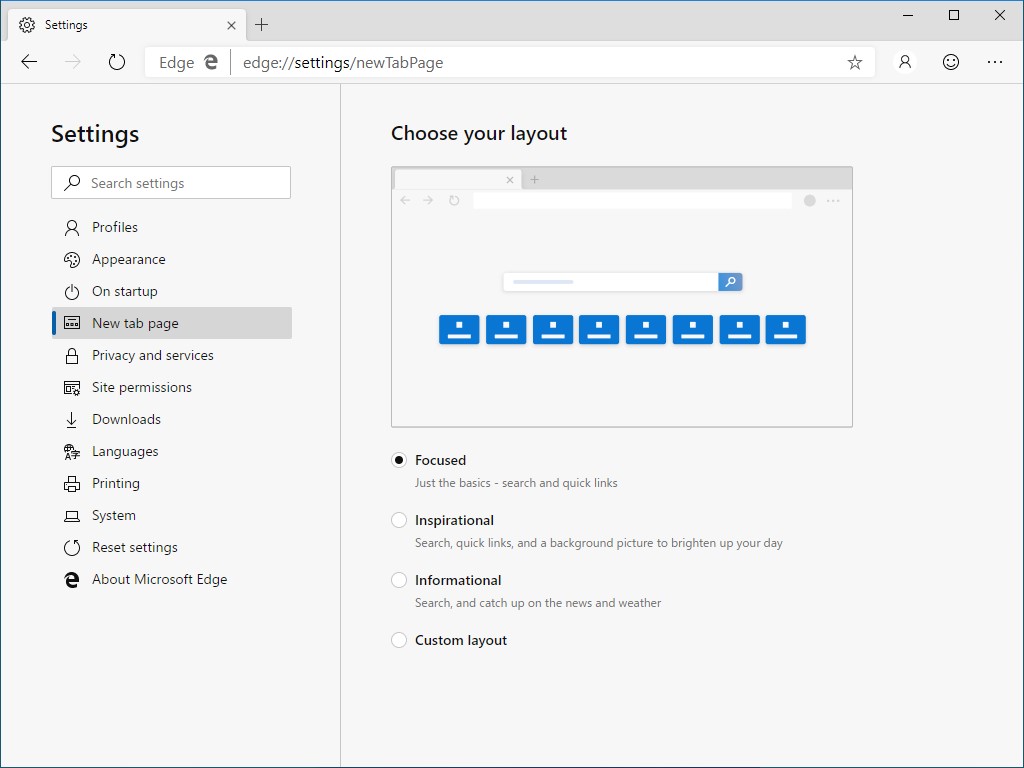 Settings
Edge edge://settings/newTabPage
Settings
Search settings
Profiles
Appearance
On startup
New tab page
Privacy and services
Site permissions
Downloads
Languages
Printing
System
Reset settings
About Microsoft Edge
Choose your layout
Focused
Just the basics - search and quick links
Inspirational
Search, quick links, and a background picture to brighten up your day
Informational
Search, and catch up on the news and weather
Custom layout